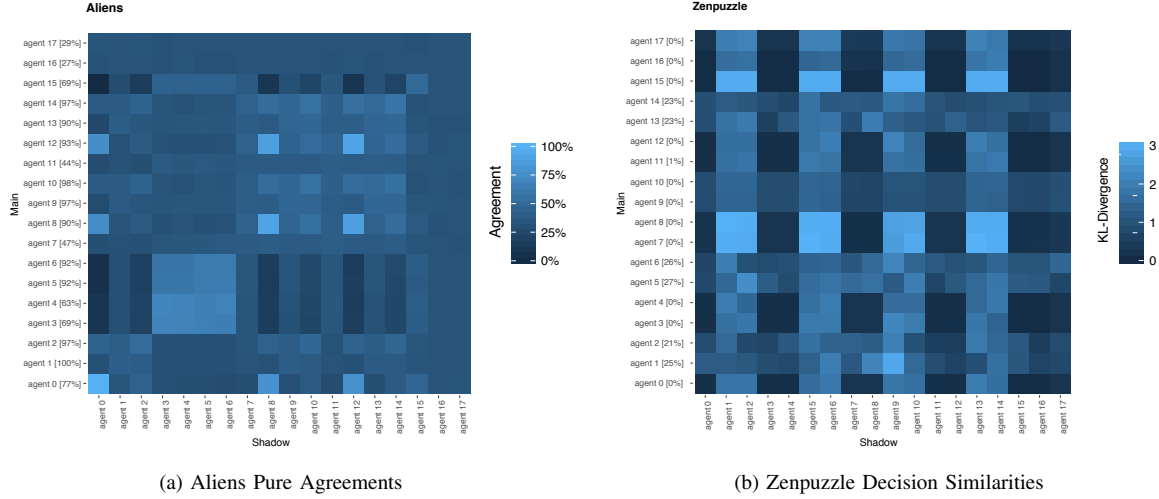 Aliens
Main
agent 17 [29%]
agent 16 [27%]
agent 15 [69%]
agent 14 [97%]
agent 13 [90%]
agent 12 [93%]
agent 11 [44%]
agent 10 [98%]
agent 9 [97%]
agent 8 [90%]
agent 7 [47%]
agent 6 [92%]
agent 5 [92%]
agent 4 [63%]
agent 3 [69%]
agent 2 [97%]
agent 1 [100%]
agent 0 [77%]
agent 0
agent 1
agent 2
agent 3
agent 4
agent 5
agent 6
agent 7
agent 8
agent 9
agent 10
agent 11
agent 12
agent 13
agent 14
agent 15
agent 16
agent 17
Shadow
Agreement
100%
75%
50%
25%
0%
(a) Aliens Pure Agreements
Zenpuzzle
Main
agent 17 [0%]
agent 16 [0%]
agent 15 [0%]
agent 14 [23%]
agent 13 [23%]
agent 12 [0%]
agent 11 [1%]
agent 10 [0%]
agent 9 [0%]
agent 8 [0%]
agent 7 [0%]
agent 6 [26%]
agent 5 [27%]
agent 4 [0%]
agent 3 [0%]
agent 2 [21%]
agent 1 [25%]
agent 0 [0%]
agent 0
agent 1
agent 2
agent 3
agent 4
agent 5
agent 6
agent 7
agent 8
agent 9
agent 10
agent 11
agent 12
agent 13
agent 14
agent 15
agent 16
agent 17
Shadow
KL-Divergence
3
2
1
0
(b) Zenpuzzle Decision Similarities